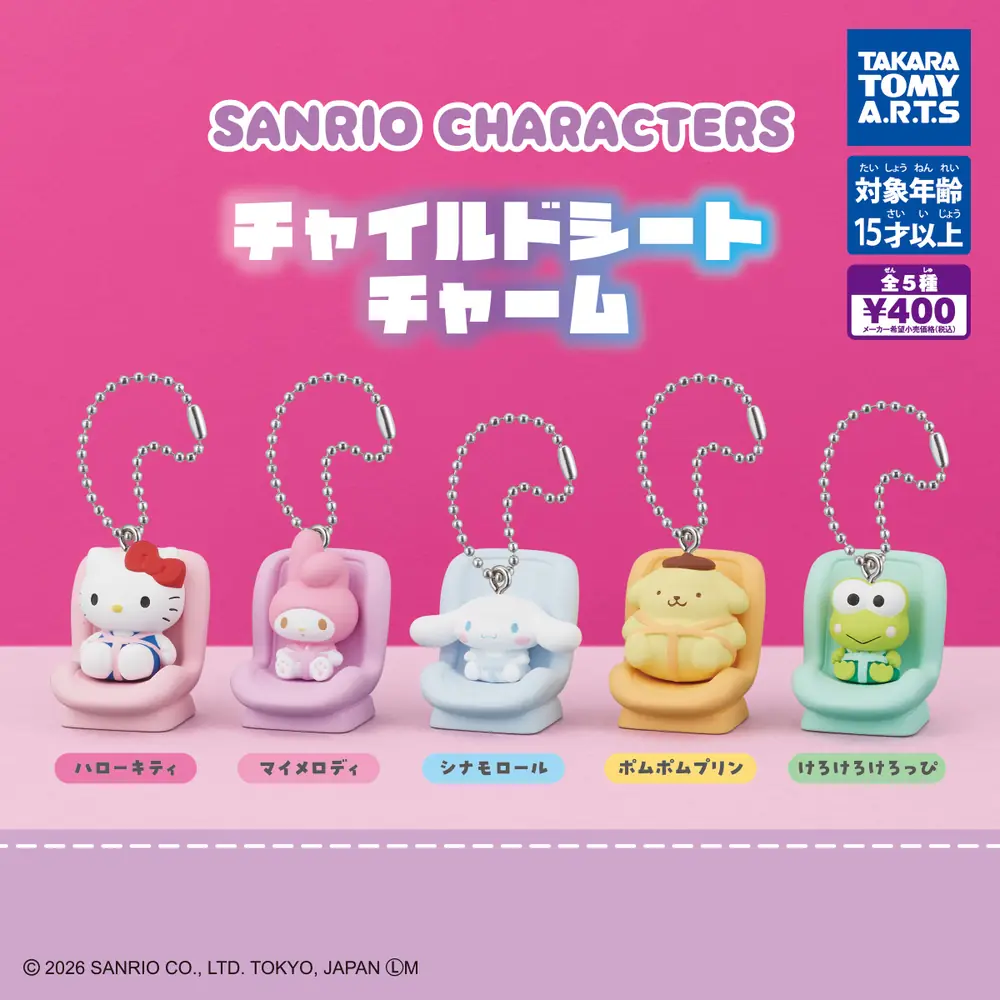 TAKARA
TOMY
A.R.T.S
SANRIO CHARACTERS
チャイルドシート
チャーム
たいしょうねんれい
対象年齢
さいいじょう
15才以上
ぜんしゅ
全5種
¥400
メーカー希望小売価格(税込)
ハローキティ
マイメロディ
シナモロール
ポムポムプリン
けろけろけろっぴ
© 2026 SANRIO CO., LTD. TOKYO, JAPAN Ⓛ M